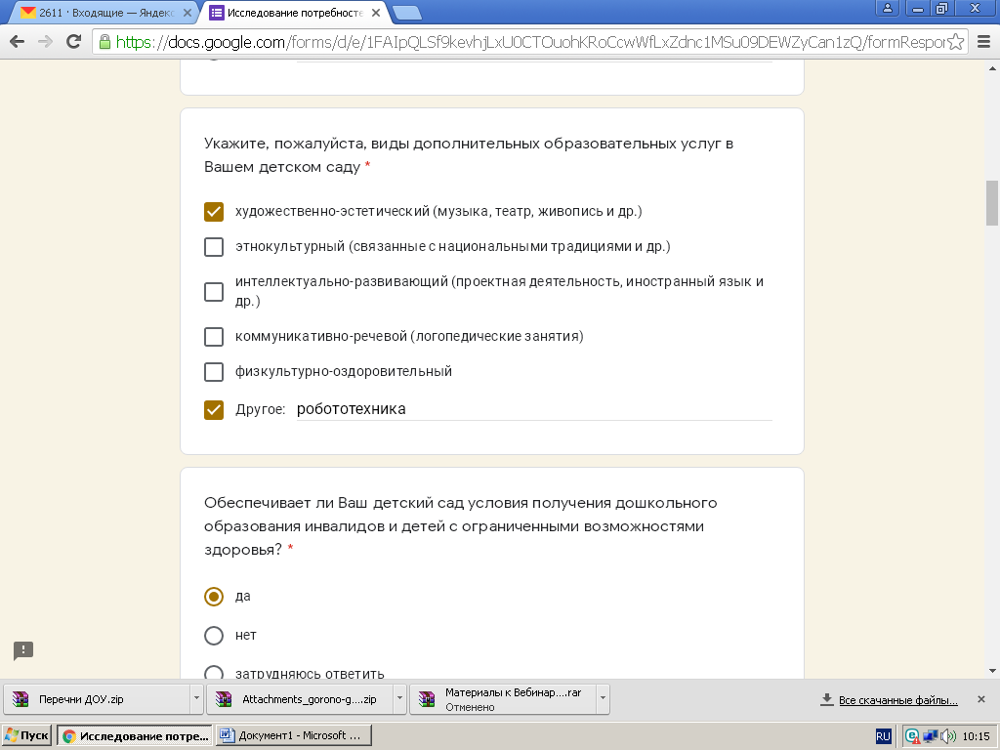 2611 · Входящие — Яндекс
Исследование потребносте
https://docs.google.com/forms/d/e/1FAIpQLSf9kevhjLxU0CTOuohKRoCcwWfLxZdnc1MSu09DEWZyCan1zQ/formRespor
Укажите, пожалуйста, виды дополнительных образовательных услуг в
Вашем детском саду *
художественно-эстетический (музыка, театр, живопись и др.)
этнокультурный (связанные с национальными традициями и др.)
интеллектуально-развивающий (проектная деятельность, иностранный язык и
др.)
коммуникативно-речевой (логопедические занятия)
физкультурно-оздоровительный
Другое: робототехника
Обеспечивает ли Ваш детский сад условия получения дошкольного
образования инвалидов и детей с ограниченными возможностями
здоровья? *
да
нет
затрудняюсь ответить
Перечни ДОУ.zip
Attachments_gorono-g....zip
Материалы к Вебинар....rar
Отменено
Все скачанные файлы...
Пуск
Исследование потре...
Документ1 - Microsoft ...
RU
10:15